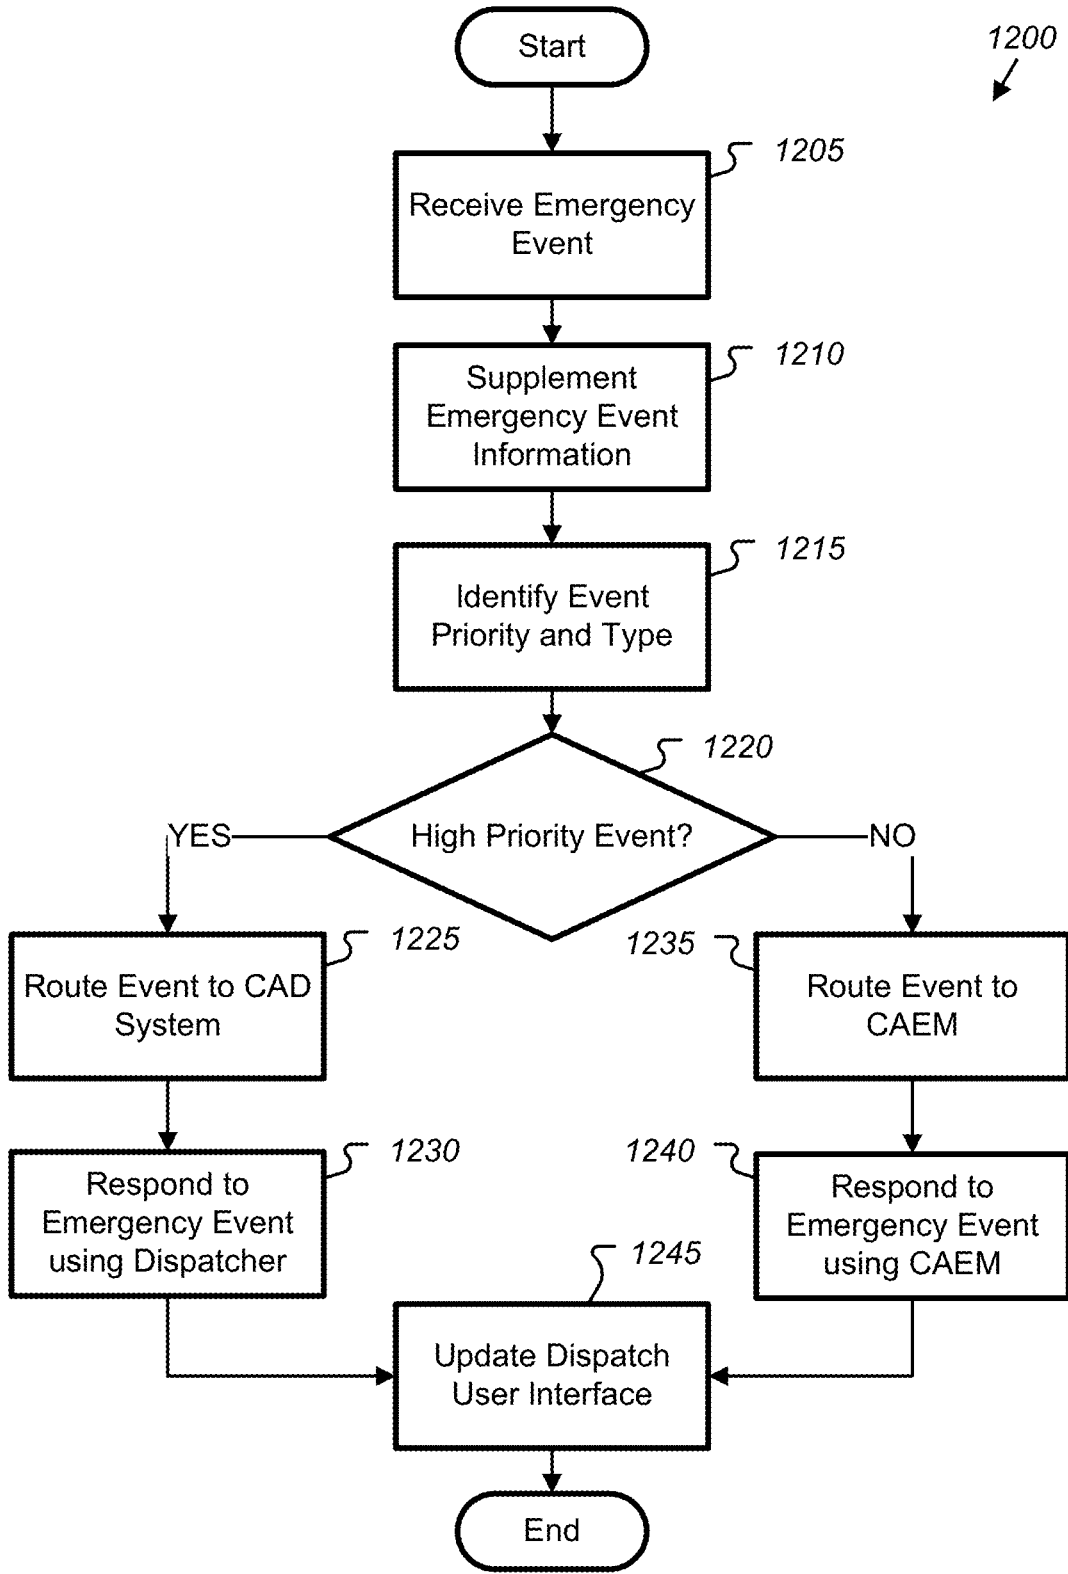 Start
1200
1205
Receive Emergency
Event
1210
Supplement
Emergency Event
Information
1215
Identify Event
Priority and Type
1220
High Priority Event?
YES
NO
1225
Route Event to CAD
System
1235
Route Event to
CAEM
1230
Respond to
Emergency Event
using Dispatcher
1240
Respond to
Emergency Event
using CAEM
1245
Update Dispatch
User Interface
End